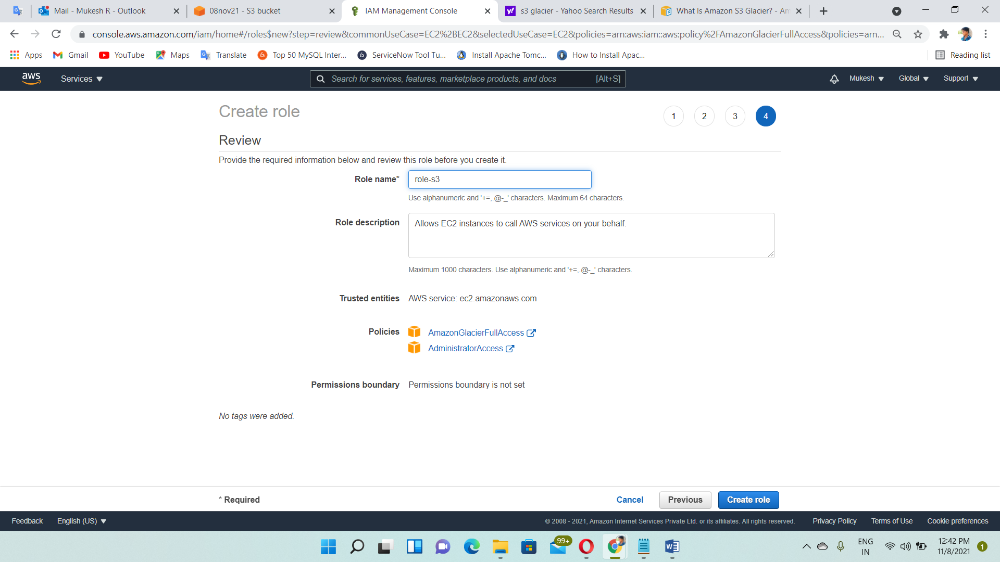 Mail - Mukesh R - Outlook
08nov21 - S3 bucket
IAM Management Console
s3 glacier - Yahoo Search Results
What Is Amazon S3 Glacier? - Am
console.aws.amazon.com/iam/home#/roles$new?step=review&commonUseCase=EC2%2BEC2&selectedUseCase=EC2&policies=arn:aws:iam::aws:policy%2FAmazonGlacierFullAccess&policies=arn...
Apps
Gmail
YouTube
Maps
Translate
Top 50 MySQL Inter...
ServiceNow Tool Tu...
Install Apache Tomc...
How to Install Apac...
Reading list
aws
Services
Search for services, features, marketplace products, and docs
[Alt+S]
Mukesh
Global
Support
Create role
1
2
3
4
Review
Provide the required information below and review this role before you create it.
Role name*
role-s3
Use alphanumeric and '+=,.@-_' characters. Maximum 64 characters.
Role description
Allows EC2 instances to call AWS services on your behalf.
Maximum 1000 characters. Use alphanumeric and '+=,.@-_' characters.
Trusted entities
AWS service: ec2.amazonaws.com
Policies
AmazonGlacierFullAccess
AdministratorAccess
Permissions boundary
Permissions boundary is not set
No tags were added.
* Required
Cancel
Previous
Create role
Feedback
English (US)
© 2008 - 2021, Amazon Internet Services Private Ltd. or its affiliates. All rights reserved.
Privacy Policy
Terms of Use
Cookie preferences
99+
ENG
IN
12:42 PM
11/8/2021
1